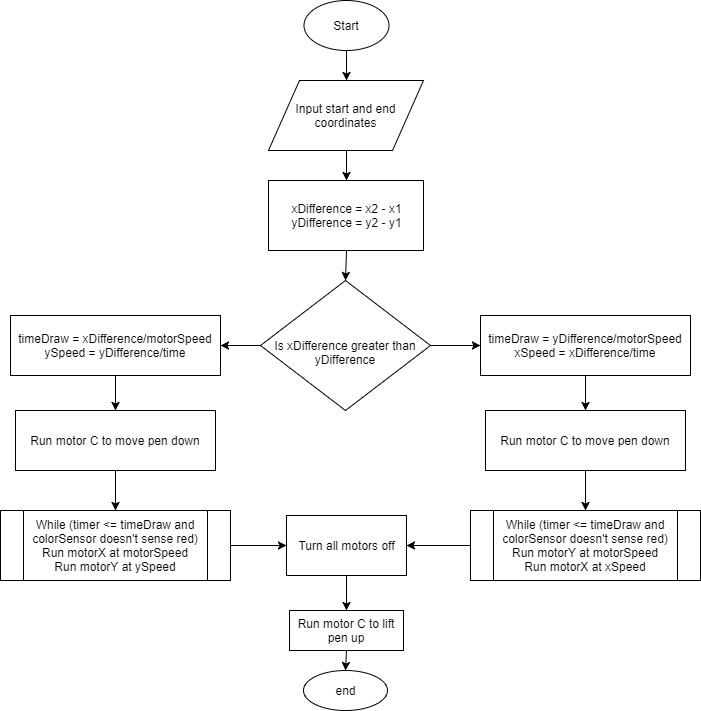 Start
Input start and end
coordinates
xDifference = x2 - x1
yDifference = y2 - y1
Is xDifference greater than
yDifference
timeDraw = xDifference/motorSpeed
ySpeed = yDifference/time
timeDraw = yDifference/motorSpeed
xSpeed = xDifference/time
Run motor C to move pen down
Run motor C to move pen down
While (timer <= timeDraw and
colorSensor doesn't sense red)
Run motorX at motorSpeed
Run motorY at ySpeed
Turn all motors off
While (timer <= timeDraw and
colorSensor doesn't sense red)
Run motorY at motorSpeed
Run motorX at xSpeed
Run motor C to lift
pen up
end